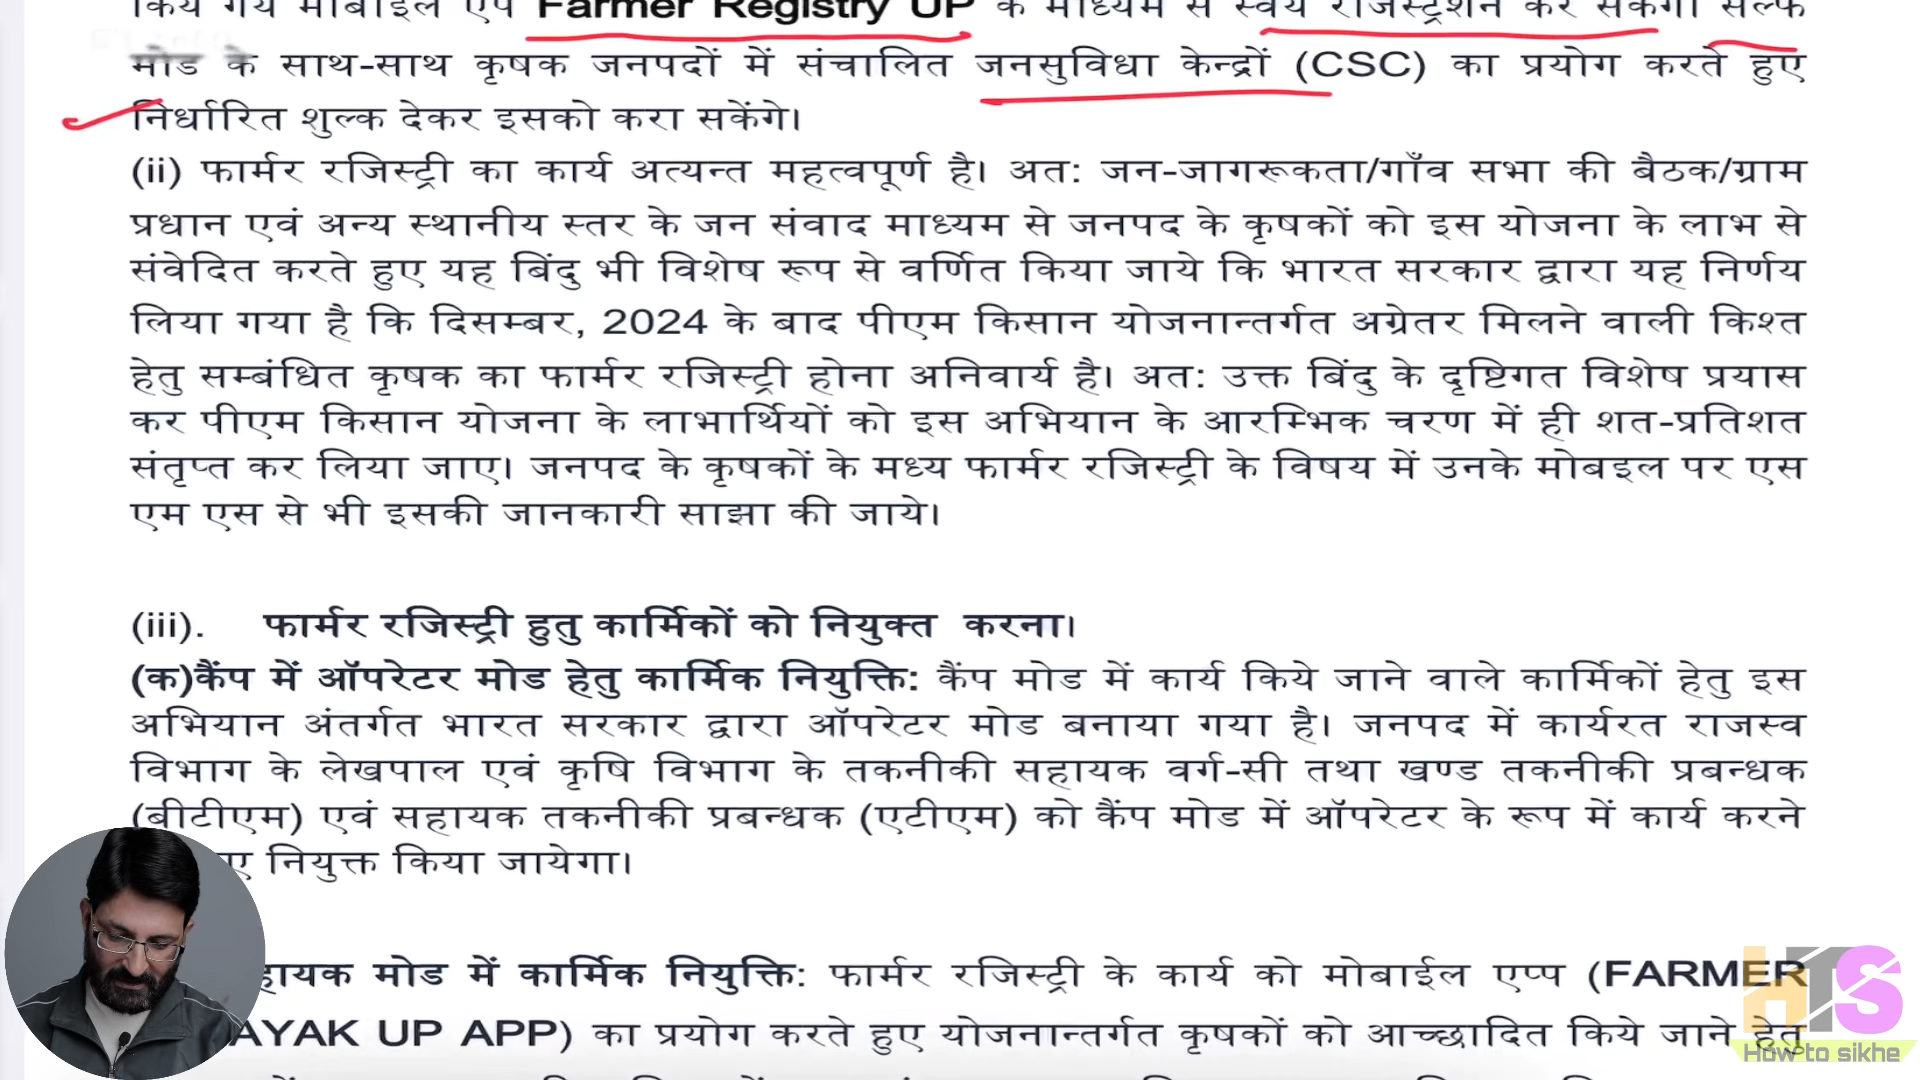 किये गये मोबाइल ऐप Farmer Registry UP के माध्यम से स्वयं रजिस्ट्रेशन कर सकेंगे। सेल्फ
मोड के साथ-साथ कृषक जनपदों में संचालित जनसुविधा केन्द्रों (CSC) का प्रयोग करते हुए
निर्धारित शुल्क देकर इसको करा सकेंगे।
(ii) फार्मर रजिस्ट्री का कार्य अत्यन्त महत्वपूर्ण है। अत: जन-जागरूकता/गाँव सभा की बैठक/ग्राम
प्रधान एवं अन्य स्थानीय स्तर के जन संवाद माध्यम से जनपद के कृषकों को इस योजना के लाभ से
संवेदित करते हुए यह बिंदु भी विशेष रूप से वर्णित किया जाये कि भारत सरकार द्वारा यह निर्णय
लिया गया है कि दिसम्बर, 2024 के बाद पीएम किसान योजनान्तर्गत अग्रेतर मिलने वाली किश्त
हेतु सम्बंधित कृषक का फार्मर रजिस्ट्री होना अनिवार्य है। अत: उक्त बिंदु के दृष्टिगत विशेष प्रयास
कर पीएम किसान योजना के लाभार्थियों को इस अभियान के आरम्भिक चरण में ही शत-प्रतिशत
संतृप्त कर लिया जाए। जनपद के कृषकों के मध्य फार्मर रजिस्ट्री के विषय में उनके मोबइल पर एस
एम एस से भी इसकी जानकारी साझा की जाये।
(iii). फार्मर रजिस्ट्री हुतु कार्मिकों को नियुक्त करना।
(क)कैंप में ऑपरेटर मोड हेतु कार्मिक नियुक्ति: कैंप मोड में कार्य किये जाने वाले कार्मिकों हेतु इस
अभियान अंतर्गत भारत सरकार द्वारा ऑपरेटर मोड बनाया गया है। जनपद में कार्यरत राजस्व
विभाग के लेखपाल एवं कृषि विभाग के तकनीकी सहायक वर्ग-सी तथा खण्ड तकनीकी प्रबन्धक
(बीटीएम) एवं सहायक तकनीकी प्रबन्धक (एटीएम) को कैंप मोड में ऑपरेटर के रूप में कार्य करने
नियुक्त किया जायेगा।
हायक मोड में कार्मिक नियुक्ति: फार्मर रजिस्ट्री के कार्य को मोबाईल एप्प (FARMER
AYAK UP APP) का प्रयोग करते हुए योजनान्तर्गत कृषकों को आच्छादित किये जाने हेतु
HTS
How to sikhe